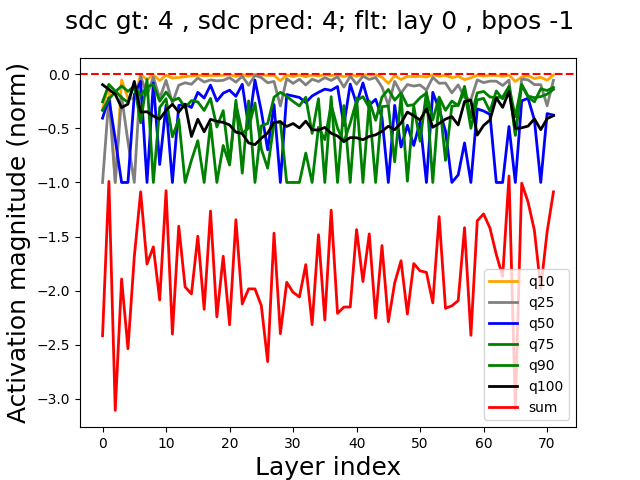 sdc gt: 4 , sdc pred: 4; flt: lay 0 , bpos -1
Activation magnitude (norm)
0.0
−0.5
−1.0
−1.5
−2.0
−2.5
−3.0
q10
q25
q50
q75
q90
q100
sum
0 10 20 30 40 50 60 70
Layer index